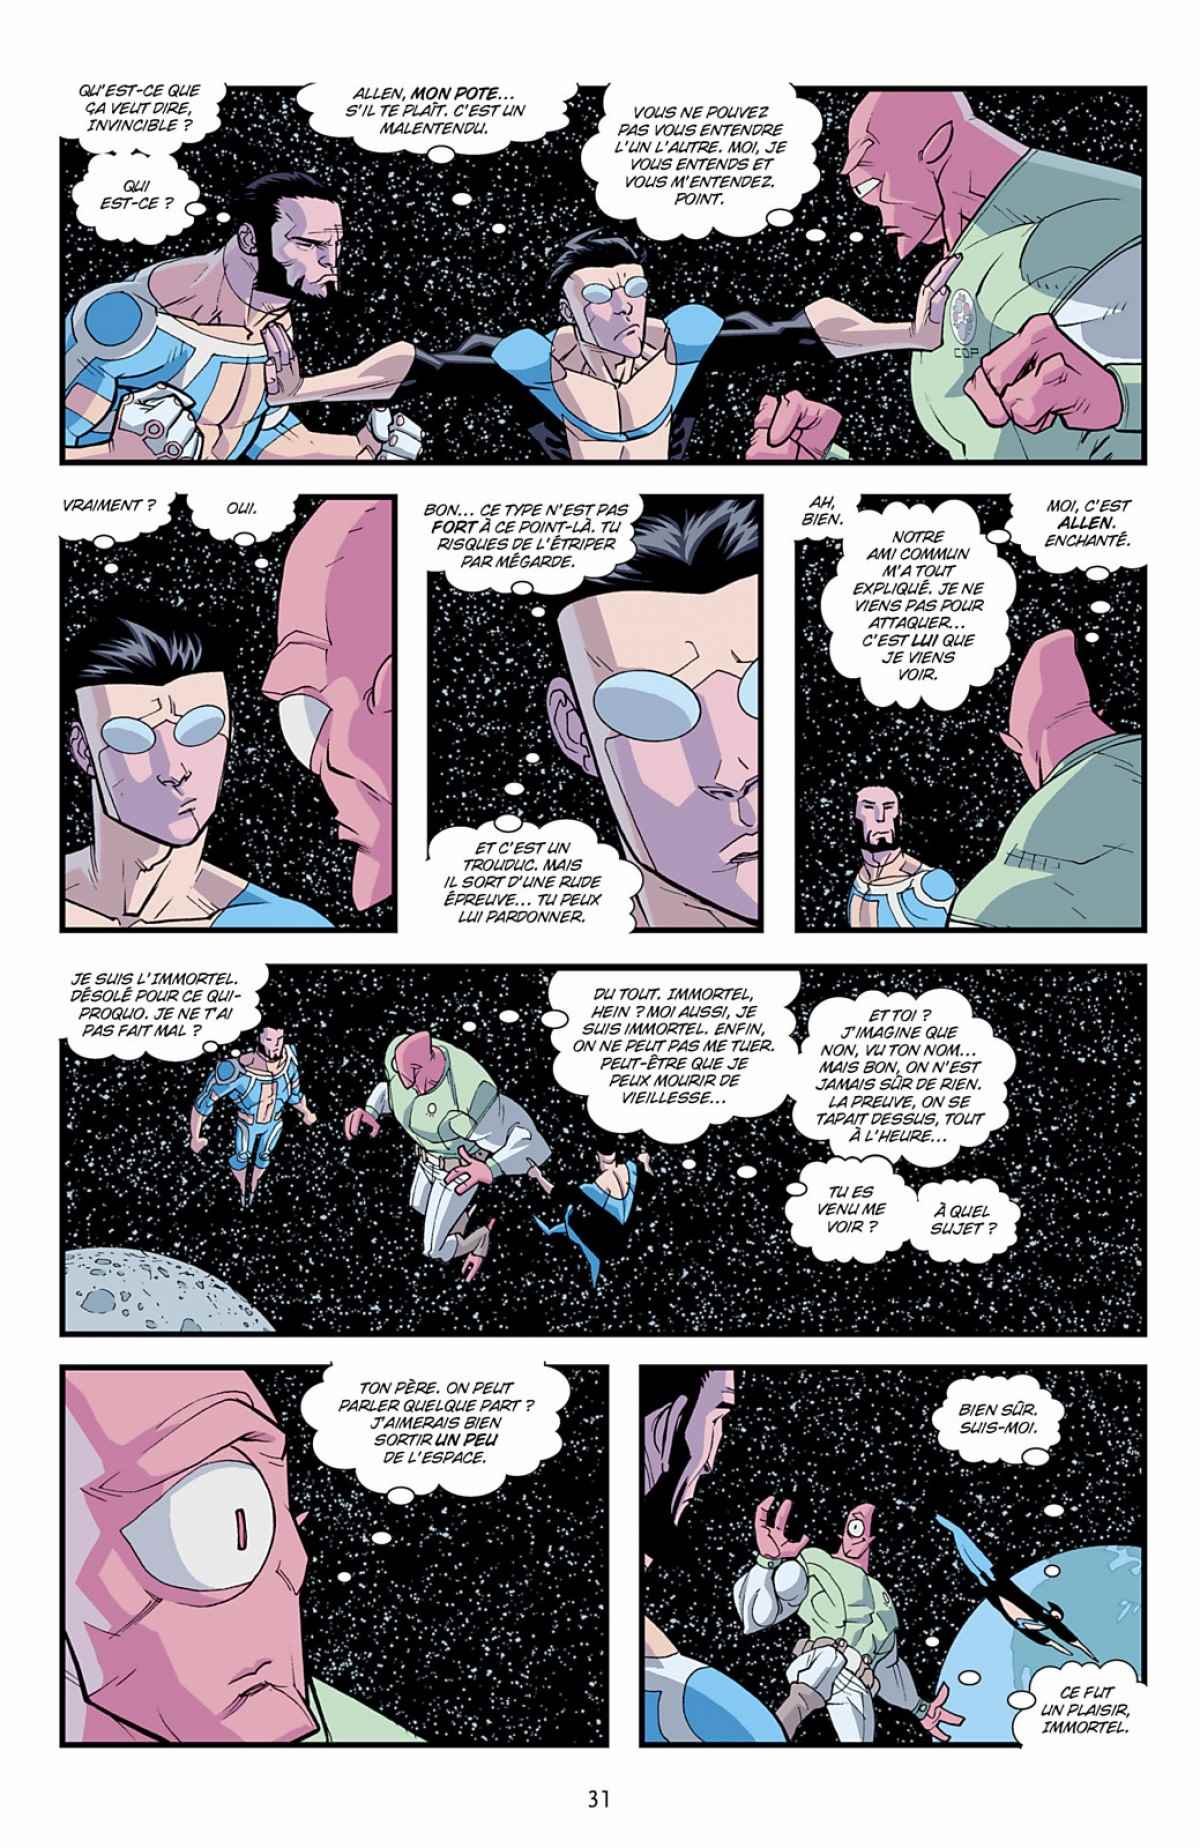 QU'EST-CE QUE
ÇA VEUT DIRE,
INVINCIBLE ?
QUI
EST-CE ?
ALLEN, MON POTE...
S'IL TE PLAÎT. C'EST UN
MALENTENDU.
VOUS NE POUVEZ
PAS VOUS ENTENDRE
L'UN L'AUTRE. MOI, JE
VOUS ENTENDS ET
VOUS M'ENTENDEZ.
POINT.
COP
VRAIMENT ?
OUI.
BON... CE TYPE N'EST PAS
FORT À CE POINT-LÀ. TU
RISQUES DE L'ÉTRIPER
PAR MÉGARDE.
ET C'EST UN
TROUDUC. MAIS
IL SORT D'UNE RUDE
ÉPREUVE... TU PEUX
LUI PARDONNER.
AH,
BIEN.
NOTRE
AMI COMMUN
M'A TOUT
EXPLIQUÉ. JE NE
VIENS PAS POUR
ATTAQUER...
C'EST LUI QUE
JE VIENS
VOIR.
MOI, C'EST
ALLEN.
ENCHANTÉ.
JE SUIS L'IMMORTEL.
DÉSOLÉ POUR CE QUI-
PROQUO. JE NE T'AI
PAS FAIT MAL ?
DU TOUT. IMMORTEL,
HEIN ? MOI AUSSI, JE
SUIS IMMORTEL. ENFIN,
ON NE PEUT PAS ME TUER.
PEUT-ÊTRE QUE JE
PEUX MOURIR DE
VIEILLESSE...
ET TOI ?
J'IMAGINE QUE
NON, VU TON NOM...
MAIS BON, ON N'EST
JAMAIS SÛR DE RIEN.
LA PREUVE, ON SE
TAPAIT DESSUS, TOUT
À L'HEURE...
TU ES
VENU ME
VOIR ?
À QUEL
SUJET ?
TON PÈRE. ON PEUT
PARLER QUELQUE PART ?
J'AIMERAIS BIEN
SORTIR UN PEU
DE L'ESPACE.
BIEN SÛR.
SUIS-MOI.
CE FUT
UN PLAISIR,
IMMORTEL.
31